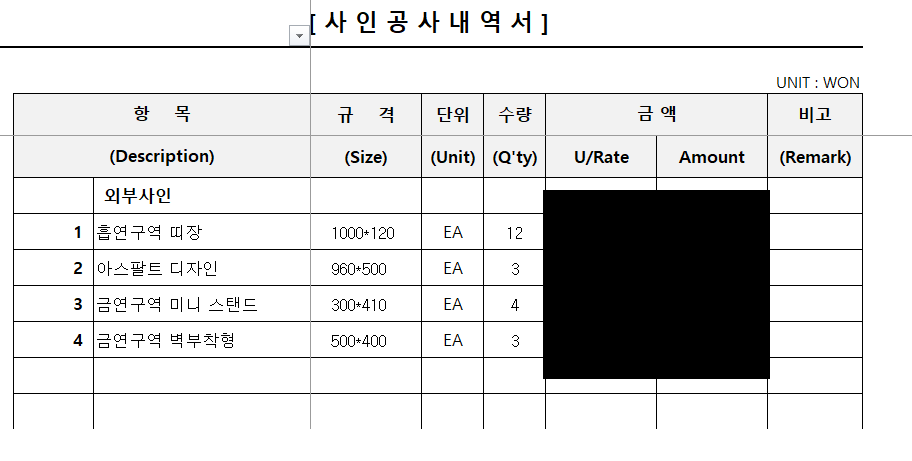 [ 사 인 공 사 내 역 서 ]
UNIT : WON
항 목 규 격 단위 수량 금 액 비고
(Description) (Size) (Unit) (Q'ty) U/Rate Amount (Remark)
외부사인
1 흡연구역 띠장 1000*120 EA 12
2 아스팔트 디자인 960*500 EA 3
3 금연구역 미니 스탠드 300*410 EA 4
4 금연구역 벽부착형 500*400 EA 3